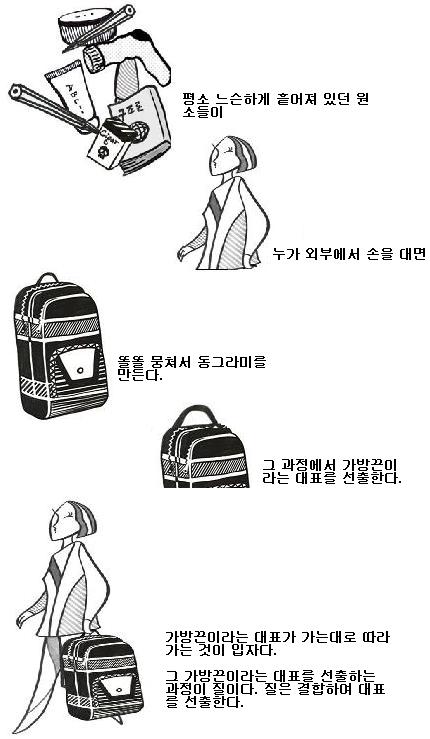 ABC
구표론
평소 느슨하게 흩어져 있던 원
소들이
누가 외부에서 손을 대면
똘똘 뭉쳐서 동그라미를
만든다.
그 과정에서 가방끈이
라는 대표를 선출한다.
가방끈이라는 대표가 가는대로 따라
가는 것이 입자다.
그 가방끈이라는 대표를 선출하는
과정이 질이다. 질은 결합하여 대표
를 선출한다.